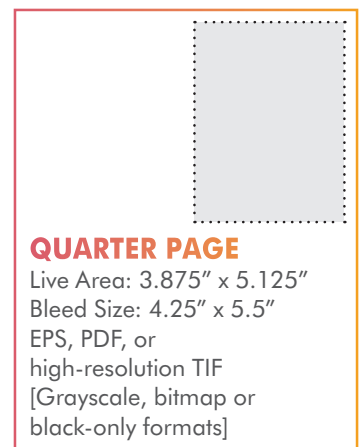 QUARTER PAGE
Live Area: 3.875” x 5.125”
Bleed Size: 4.25” x 5.5”
EPS, PDF, or
high-resolution TIF
[Grayscale, bitmap or
black-only formats]